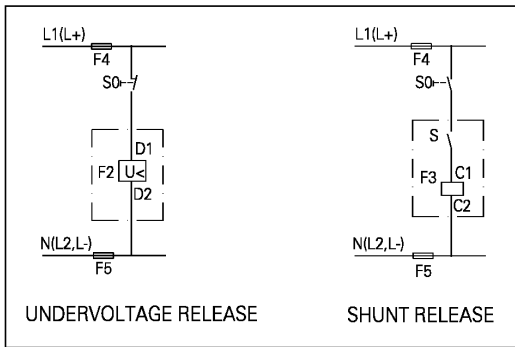 L1(L+)
F4
S0
D1
F2
U<
D2
N(L2,L-)
F5
UNDERVOLTAGE RELEASE
L1(L+)
F4
S0
S
F3
C1
C2
N(L2,L-)
F5
SHUNT RELEASE